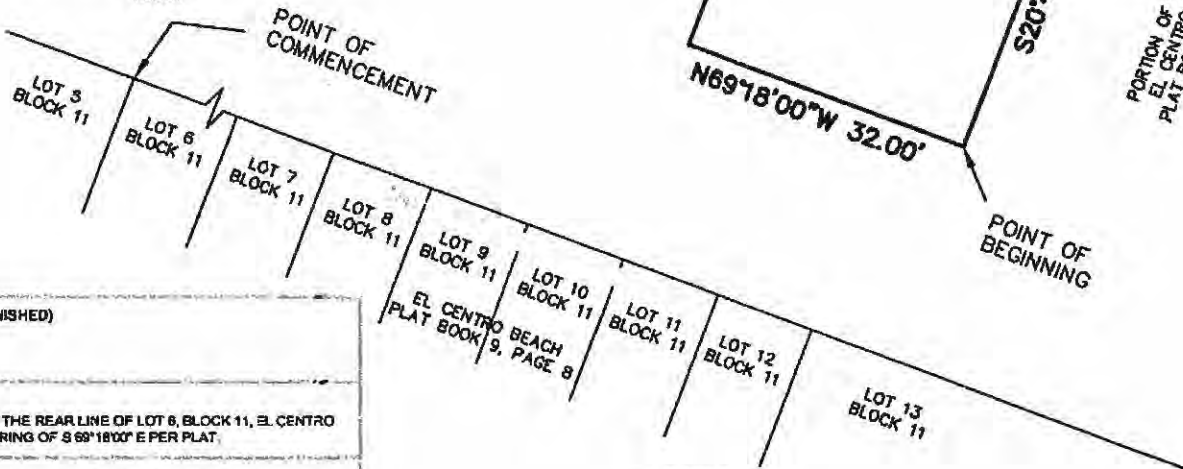 POINT OF
COMMENCEMENT
N69°18'00"W 32.00'
S20°
PORTION OF
EL CENTRO
POINT OF
BEGINNING
LOT 5
BLOCK 11
LOT 6
BLOCK 11
LOT 7
BLOCK 11
LOT 8
BLOCK 11
LOT 9
BLOCK 11
LOT 10
BLOCK 11
LOT 11
BLOCK 11
LOT 12
BLOCK 11
LOT 13
BLOCK 11
EL CENTRO BEACH
PLAT BOOK 9, PAGE 8
NISHED)
THE REAR LINE OF LOT 6, BLOCK 11, EL CENTRO
RING OF S 69°18'00" E PER PLAT,